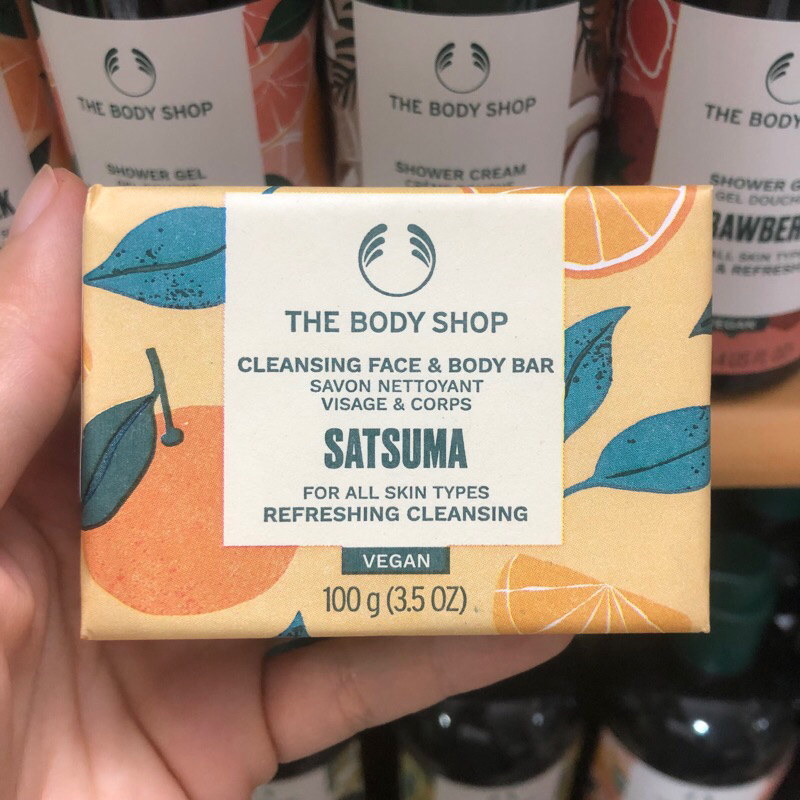 THE BODY SHOP
SHOWER GEL
THE BODY SHOP
SHOWER CREAM
THE BODY
SHOWER
GEL DOUCHE
VEGAN
THE BODY SHOP
CLEANSING FACE & BODY BAR
SAVON NETTOYANT
VISAGE & CORPS
SATSUMA
FOR ALL SKIN TYPES
REFRESHING CLEANSING
VEGAN
100 g (3.5 OZ)